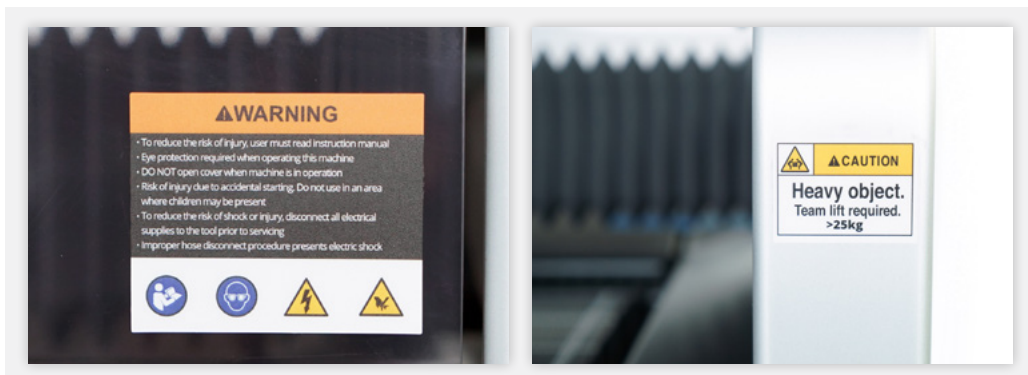 ⚠WARNING
· To reduce the risk of injury, user must read instruction manual
· Eye protection required when operating this machine
· DO NOT open cover when machine is in operation
· Risk of injury due to accidental starting. Do not use in an area
where children may be present
· To reduce the risk of shock or injury, disconnect all electrical
supplies to the tool prior to servicing
· Improper hose disconnect procedure presents electric shock
⚠CAUTION
Heavy object.
Team lift required.
>25kg